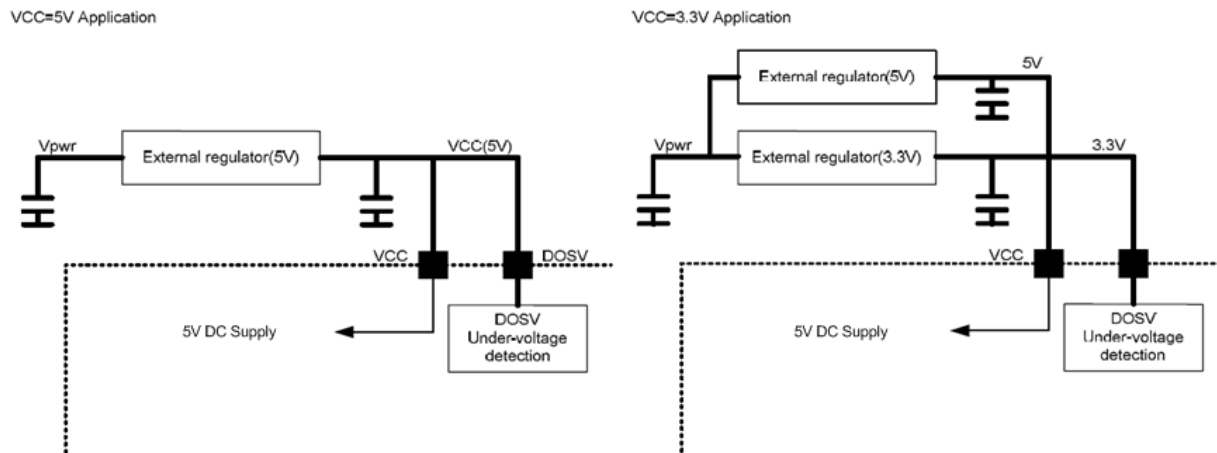 VCC=5V Application
Vpwr
External regulator(5V)
VCC(5V)
VCC
DOSV
5V DC Supply
DOSV
Under-voltage
detection
VCC=3.3V Application
External regulator(5V)
5V
Vpwr
External regulator(3.3V)
3.3V
VCC
5V DC Supply
DOSV
Under-voltage
detection